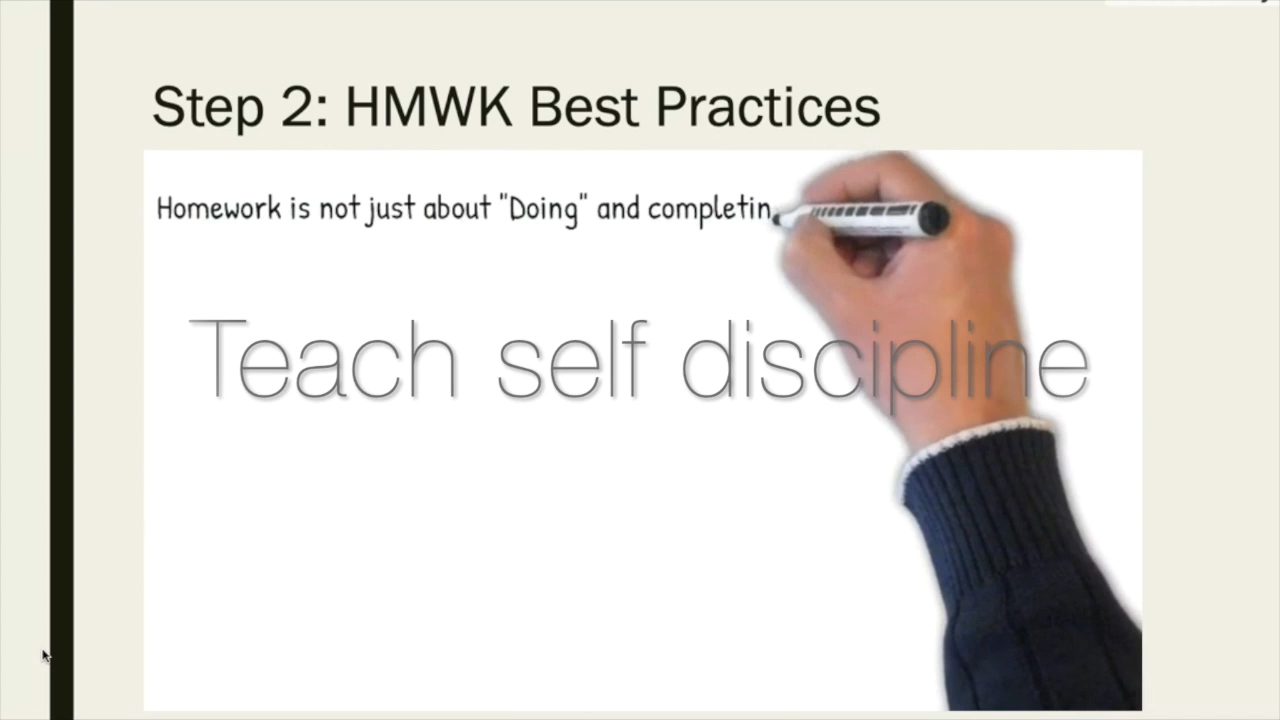 Step 2: HMWK Best Practices
Homework is not just about "Doing" and completin
Teach self discipline